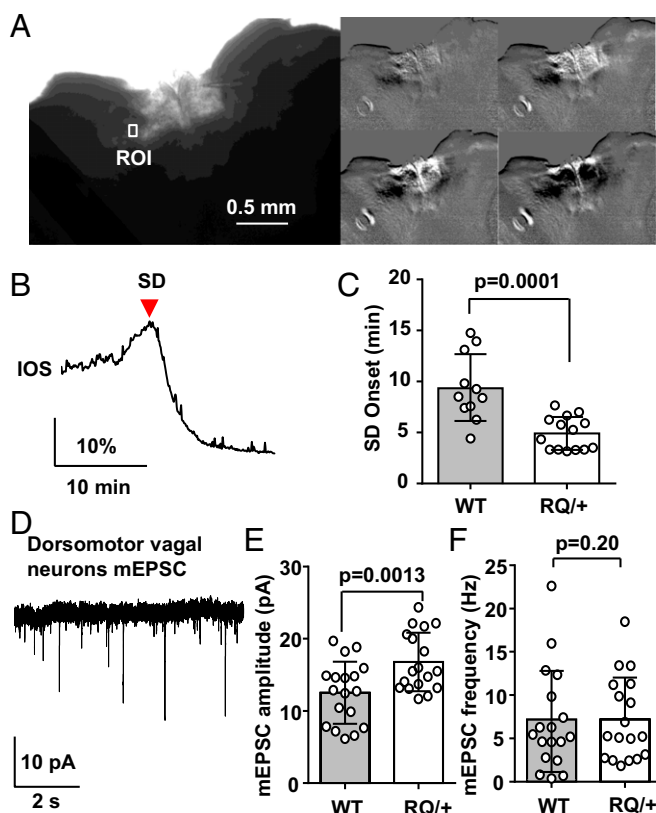 A
ROI
0.5 mm
B
SD
IOS
10%
10 min
C
p=0.0001
SD Onset (min)
20
15
10
5
0
WT
RQ/+
D
Dorsomotor vagal
neurons mEPSC
10 pA
2 s
E
p=0.0013
mEPSC amplitude (pA)
30
20
10
0
WT
RQ/+
F
p=0.20
mEPSC frequency (Hz)
25
20
15
10
5
0
WT
RQ/+